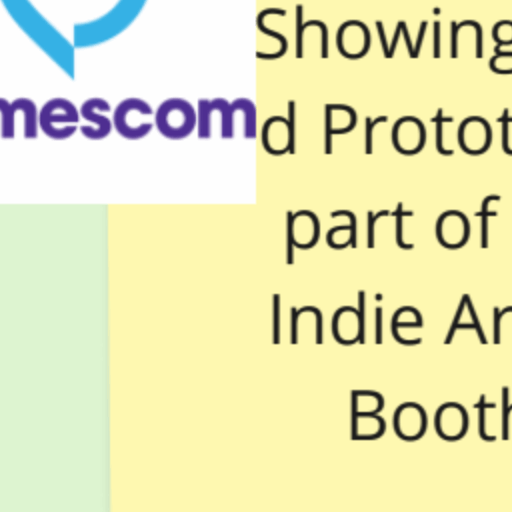 mescom
Showing
d Protot
part of
Indie Ar
Booth